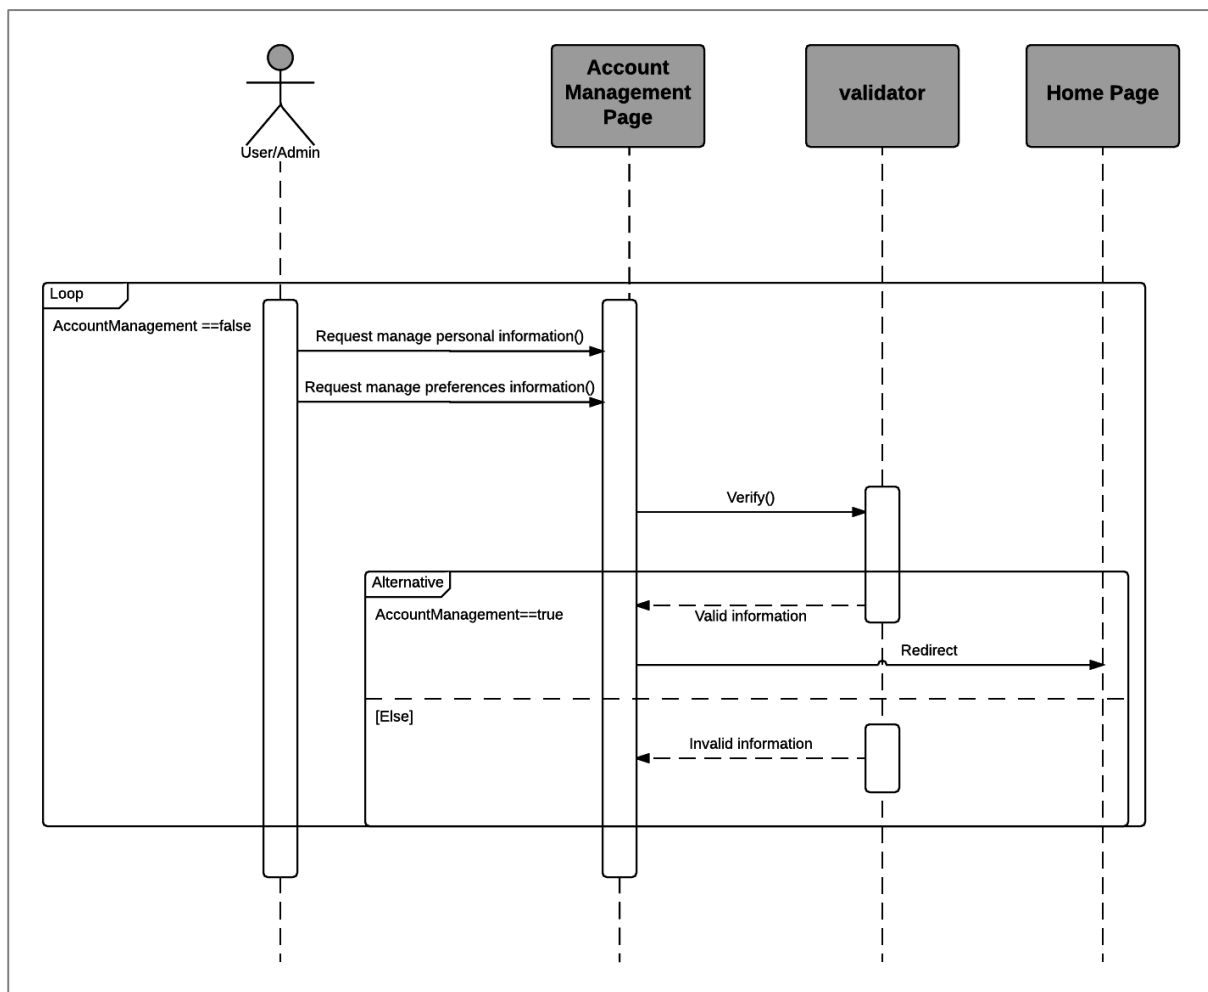 User/Admin
Account
Management
Page
validator
Home Page
Loop
AccountManagement ==false
Request manage personal information()
Request manage preferences information()
Verify()
Alternative
AccountManagement==true
Valid information
Redirect
[Else]
Invalid information